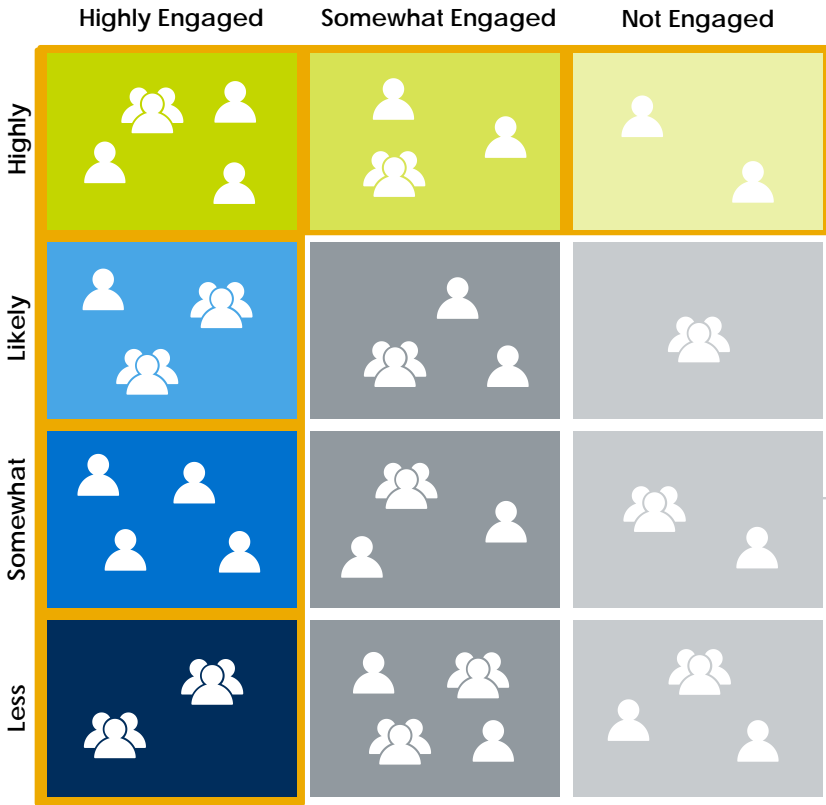 Highly Engaged
Somewhat Engaged
Not Engaged
Highly
Likely
Somewhat
Less